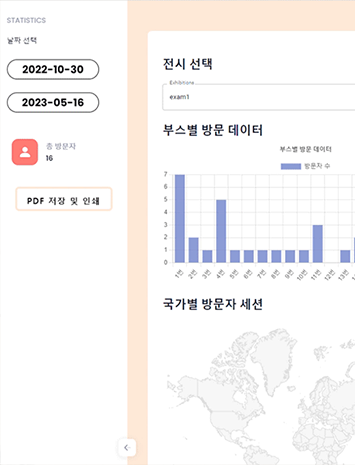 STATISTICS
날짜 선택
2022-10-30
2023-05-16
총 방문자
16
PDF 저장 및 인쇄
전시 선택
Exhibitions
exam1
부스별 방문 데이터
부스별 방문 데이터
방문자 수
7
6
5
4
3
2
1
0
1번
2번
3번
4번
5번
6번
7번
8번
9번
10번
11번
12번
13번
국가별 방문자 세션